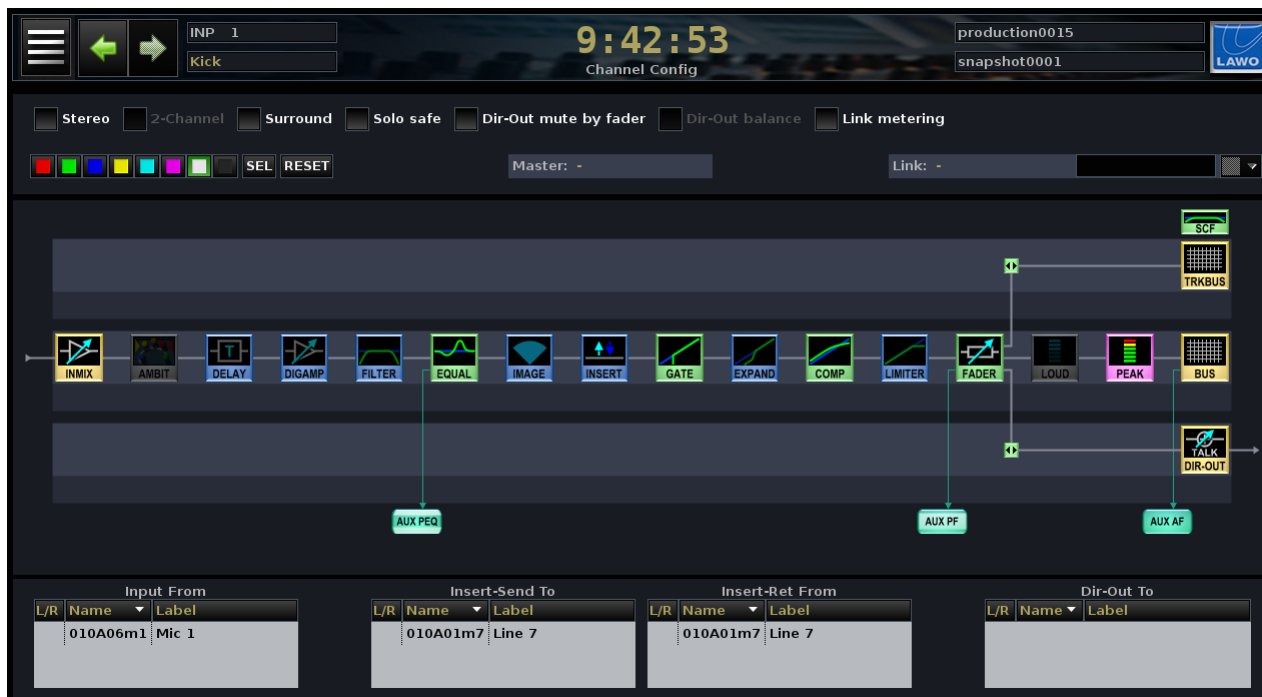 INP 1
Kick
9:42:53
Channel Config
production0015
snapshot0001
LAWO
Stereo 2-Channel Surround Solo safe Dir-Out mute by fader Dir-Out balance Link metering
SEL RESET Master: - Link: -
SCF
TRKBUS
INMIX AMBIT DELAY DIGAMP FILTER EQUAL IMAGE INSERT GATE EXPAND COMP LIMITER FADER LOUD PEAK BUS
T
TALK
DIR-OUT
AUX PEQ AUX PF AUX AF
Input From Insert-Send To Insert-Ret From Dir-Out To
L/R Name Label L/R Name Label L/R Name Label L/R Name Label
010A06m1 Mic 1 010A01m7 Line 7 010A01m7 Line 7